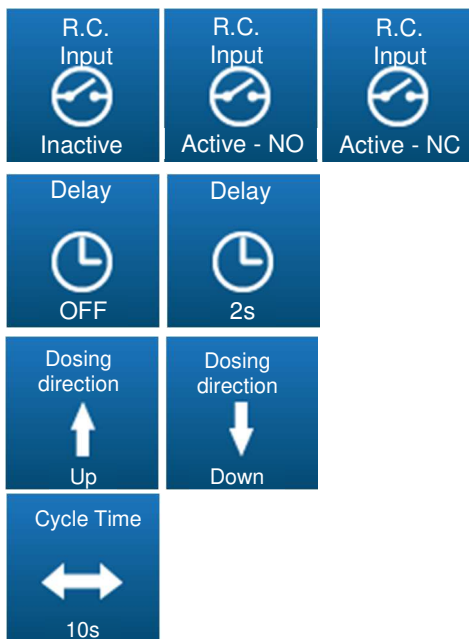 R.C.
Input
Inactive
R.C.
Input
Active - NO
R.C.
Input
Active - NC
Delay
OFF
Delay
2s
Dosing
direction
Up
Dosing
direction
Down
Cycle Time
10s